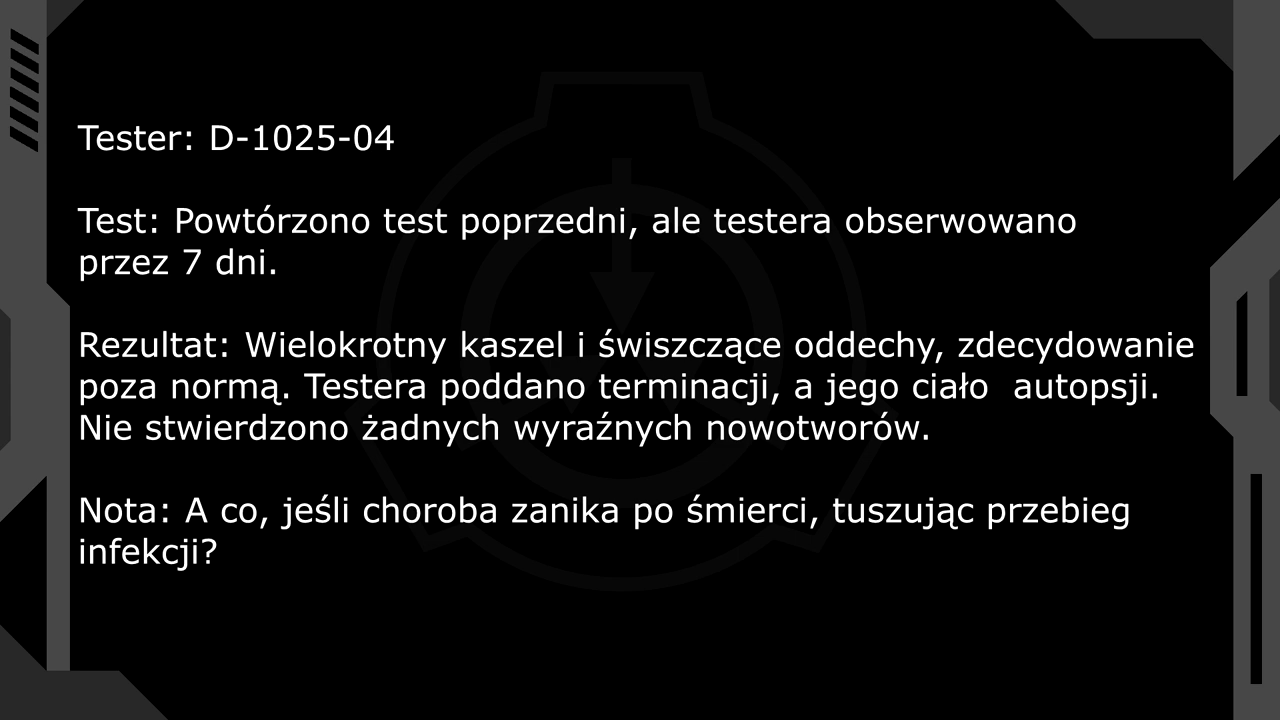 Tester: D-1025-04
Test: Powtórzono test poprzedni, ale testera obserwowano
przez 7 dni.
Rezultat: Wielokrotny kaszel i świszczące oddechy, zdecydowanie
poza normą. Testera poddano terminacji, a jego ciało  autopsji.
Nie stwierdzono żadnych wyraźnych nowotworów.
Nota: A co, jeśli choroba zanika po śmierci, tuszując przebieg
infekcji?